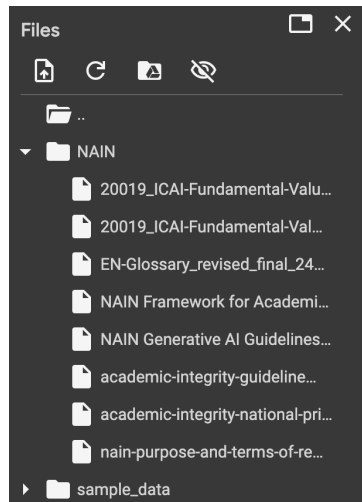 Files
..
NAIN
20019_ICAI-Fundamental-Valu...
20019_ICAI-Fundamental-Val...
EN-Glossary_revised_final_24...
NAIN Framework for Academi...
NAIN Generative AI Guidelines...
academic-integrity-guideline...
academic-integrity-national-pri...
nain-purpose-and-terms-of-re...
sample_data